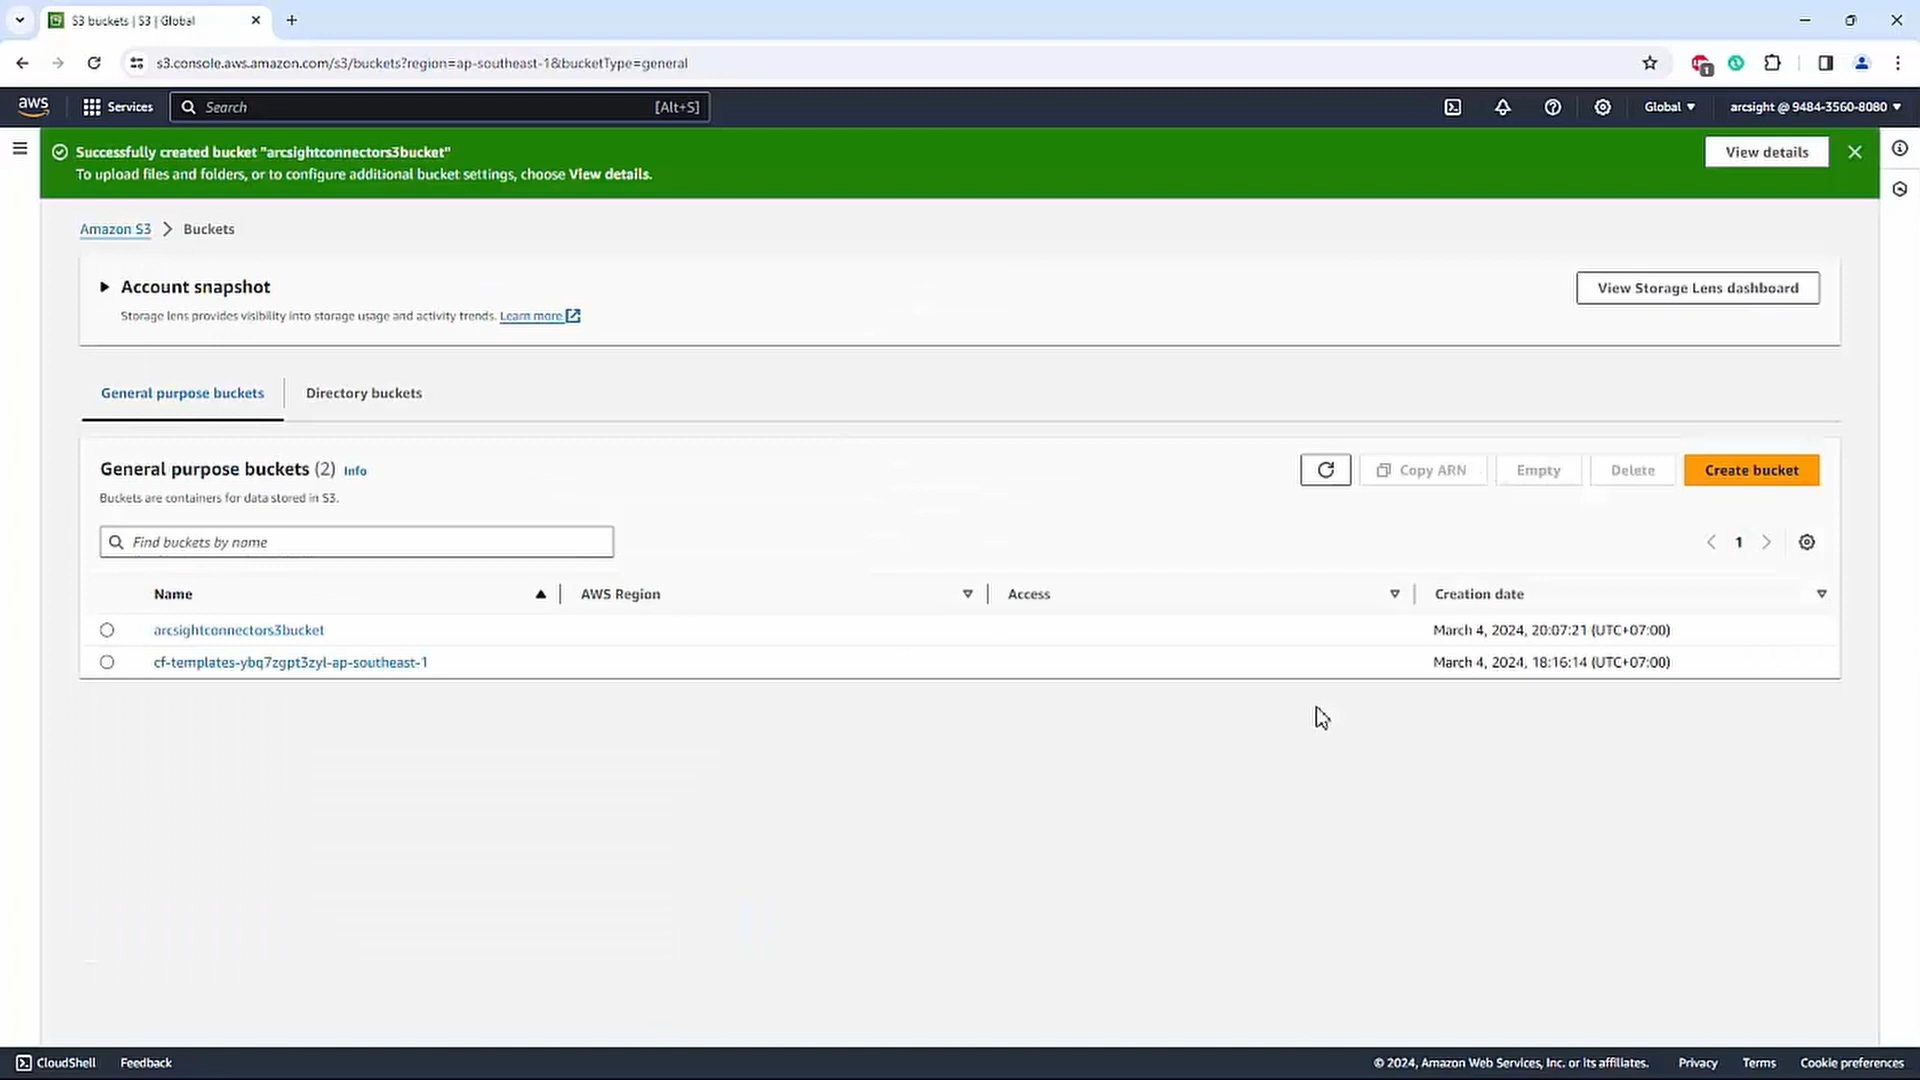 S3 buckets | S3 | Global
s3.console.aws.amazon.com/s3/buckets?region=ap-southeast-1&bucketType=general
1
aws
Services
Search
[Alt+S]
Global
arcsight @ 9484-3560-8080
Successfully created bucket "arcsightconnectors3bucket"
To upload files and folders, or to configure additional bucket settings, choose View details.
View details
Amazon S3
Buckets
Account snapshot
Storage lens provides visibility into storage usage and activity trends. Learn more
View Storage Lens dashboard
General purpose buckets
Directory buckets
General purpose buckets (2) Info
Buckets are containers for data stored in S3.
Copy ARN
Empty
Delete
Create bucket
Find buckets by name
1
Name
AWS Region
Access
Creation date
arcsightconnectors3bucket
March 4, 2024, 20:07:21 (UTC+07:00)
cf-templates-ybq7zgpt3zyl-ap-southeast-1
March 4, 2024, 18:16:14 (UTC+07:00)
CloudShell
Feedback
© 2024, Amazon Web Services, Inc. or its affiliates.
Privacy
Terms
Cookie preferences